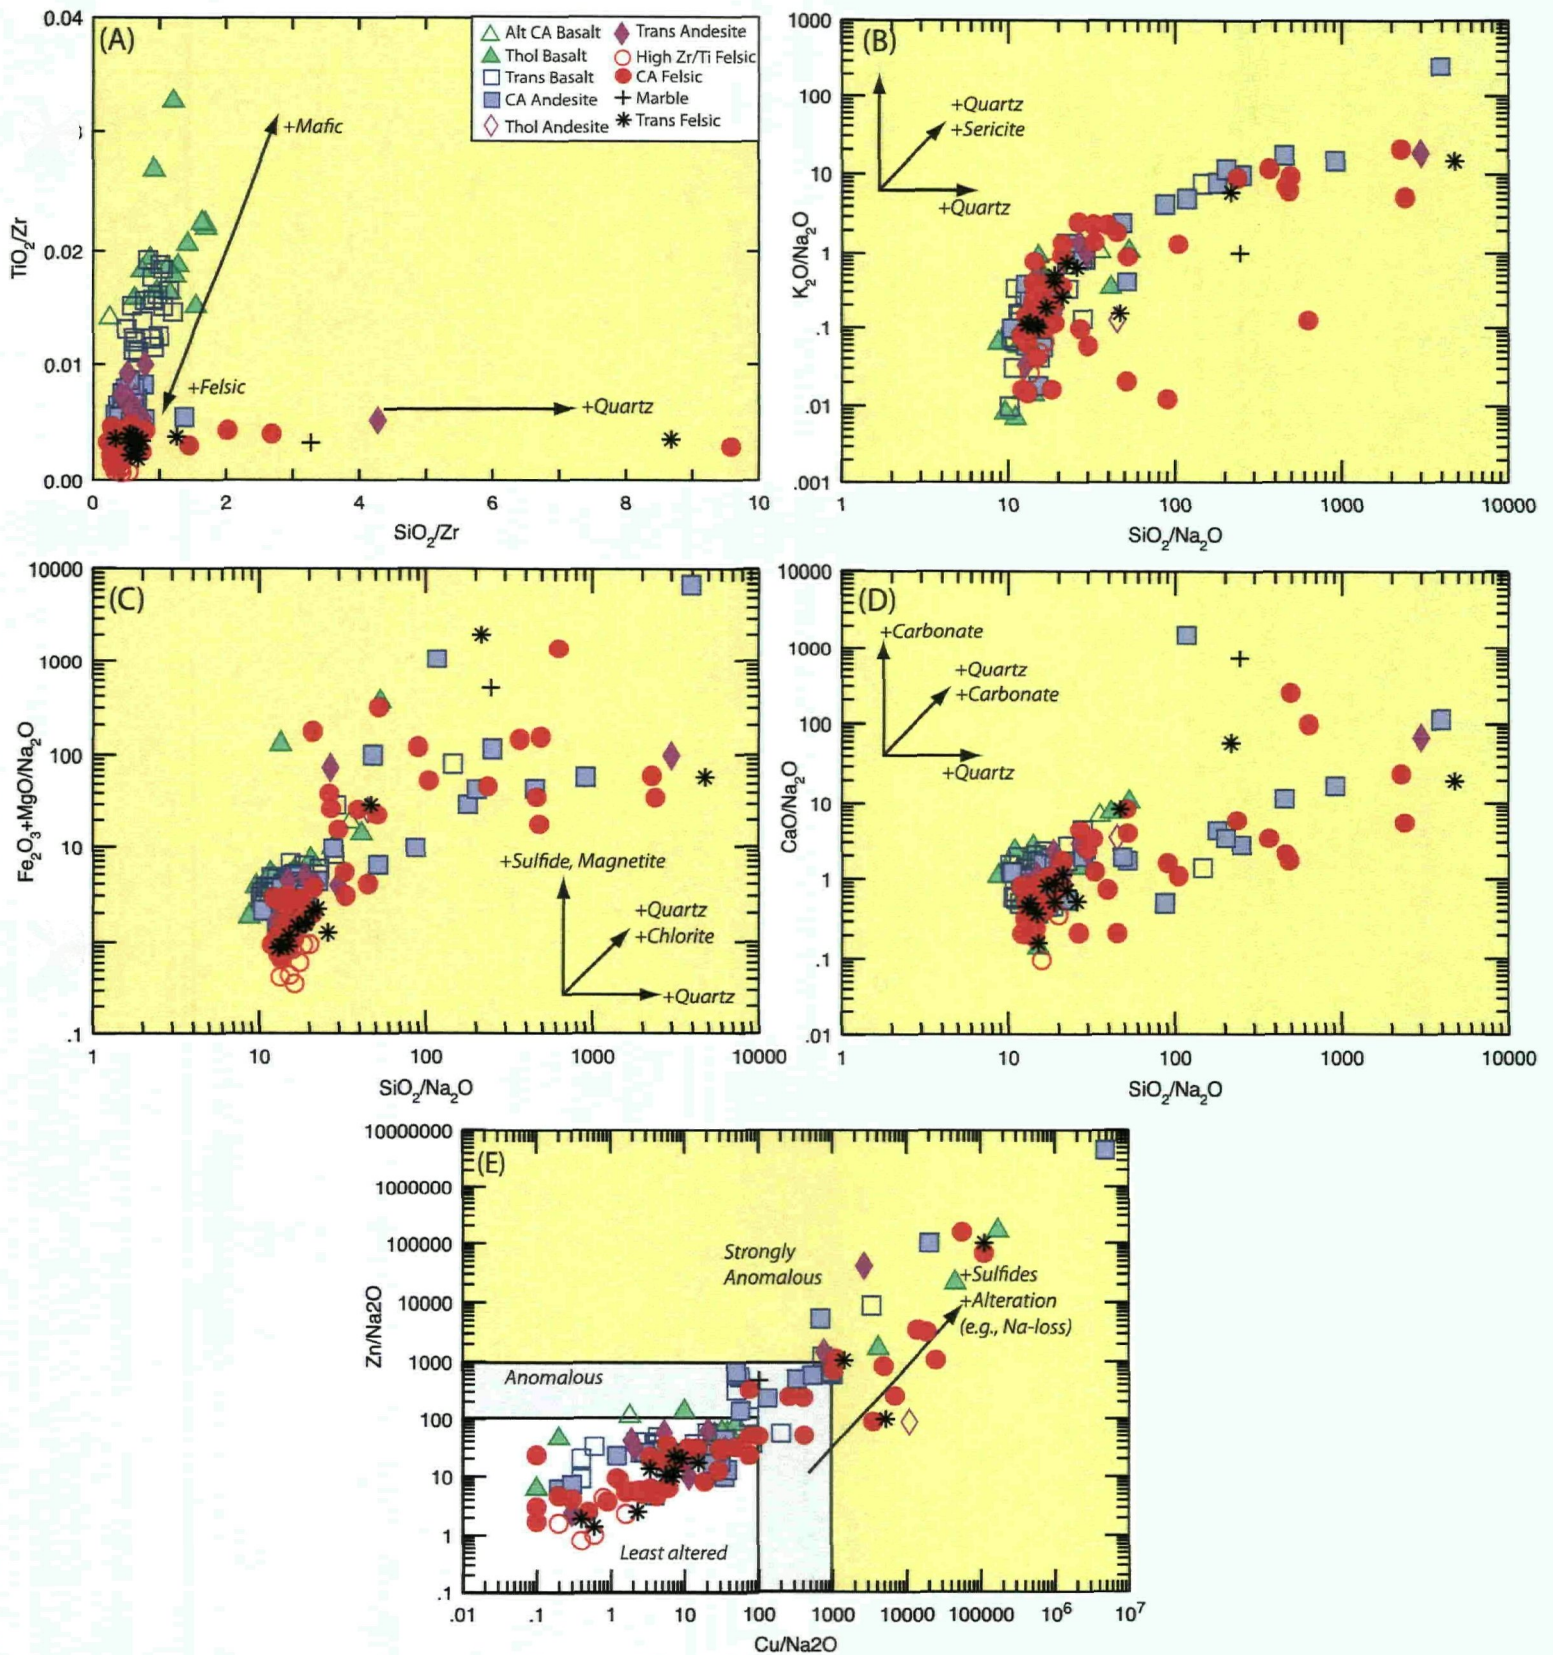 (A)
0.04
3
0.02
0.01
0.00
TiO2/Zr
0 2 4 6 8 10
SiO2/Zr
Alt CA Basalt
Thol Basalt
Trans Basalt
CA Andesite
Thol Andesite
Trans Andesite
High Zr/Ti Felsic
CA Felsic
Marble
Trans Felsic
+Mafic
+Felsic
+Quartz
(B)
1000
100
10
1
.1
.01
.001
K2O/Na2O
+Quartz
+Sericite
+Quartz
1 10 100 1000 10000
SiO2/Na2O
(C)
10000
1000
100
10
.1
Fe2O3+MgO/Na2O
+Sulfide, Magnetite
+Quartz
+Chlorite
+Quartz
1 10 100 1000 10000
SiO2/Na2O
(D)
10000
1000
100
10
1
.1
.01
CaO/Na2O
+Carbonate
+Quartz
+Carbonate
+Quartz
1 10 100 1000 10000
SiO2/Na2O
(E)
10000000
1000000
100000
10000
1000
100
10
1
.1
Zn/Na2O
Strongly
Anomalous
+Sulfides
+Alteration
(e.g., Na-loss)
Anomalous
Least altered
.01 .1 1 10 100 1000 10000 100000 10^6 10^7
Cu/Na2O